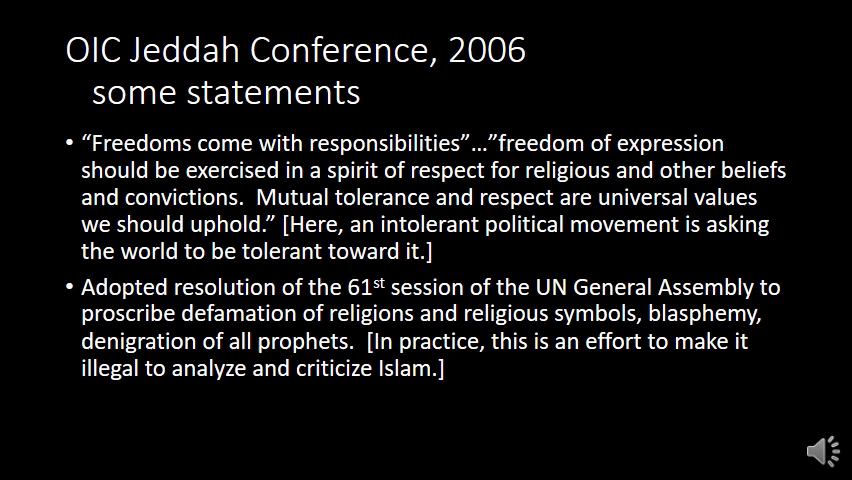 OIC Jeddah Conference, 2006
some statements
• “Freedoms come with responsibilities”…”freedom of expression
should be exercised in a spirit of respect for religious and other beliefs
and convictions.  Mutual tolerance and respect are universal values
we should uphold.” [Here, an intolerant political movement is asking
the world to be tolerant toward it.]
• Adopted resolution of the 61st session of the UN General Assembly to
proscribe defamation of religions and religious symbols, blasphemy,
denigration of all prophets.  [In practice, this is an effort to make it
illegal to analyze and criticize Islam.]